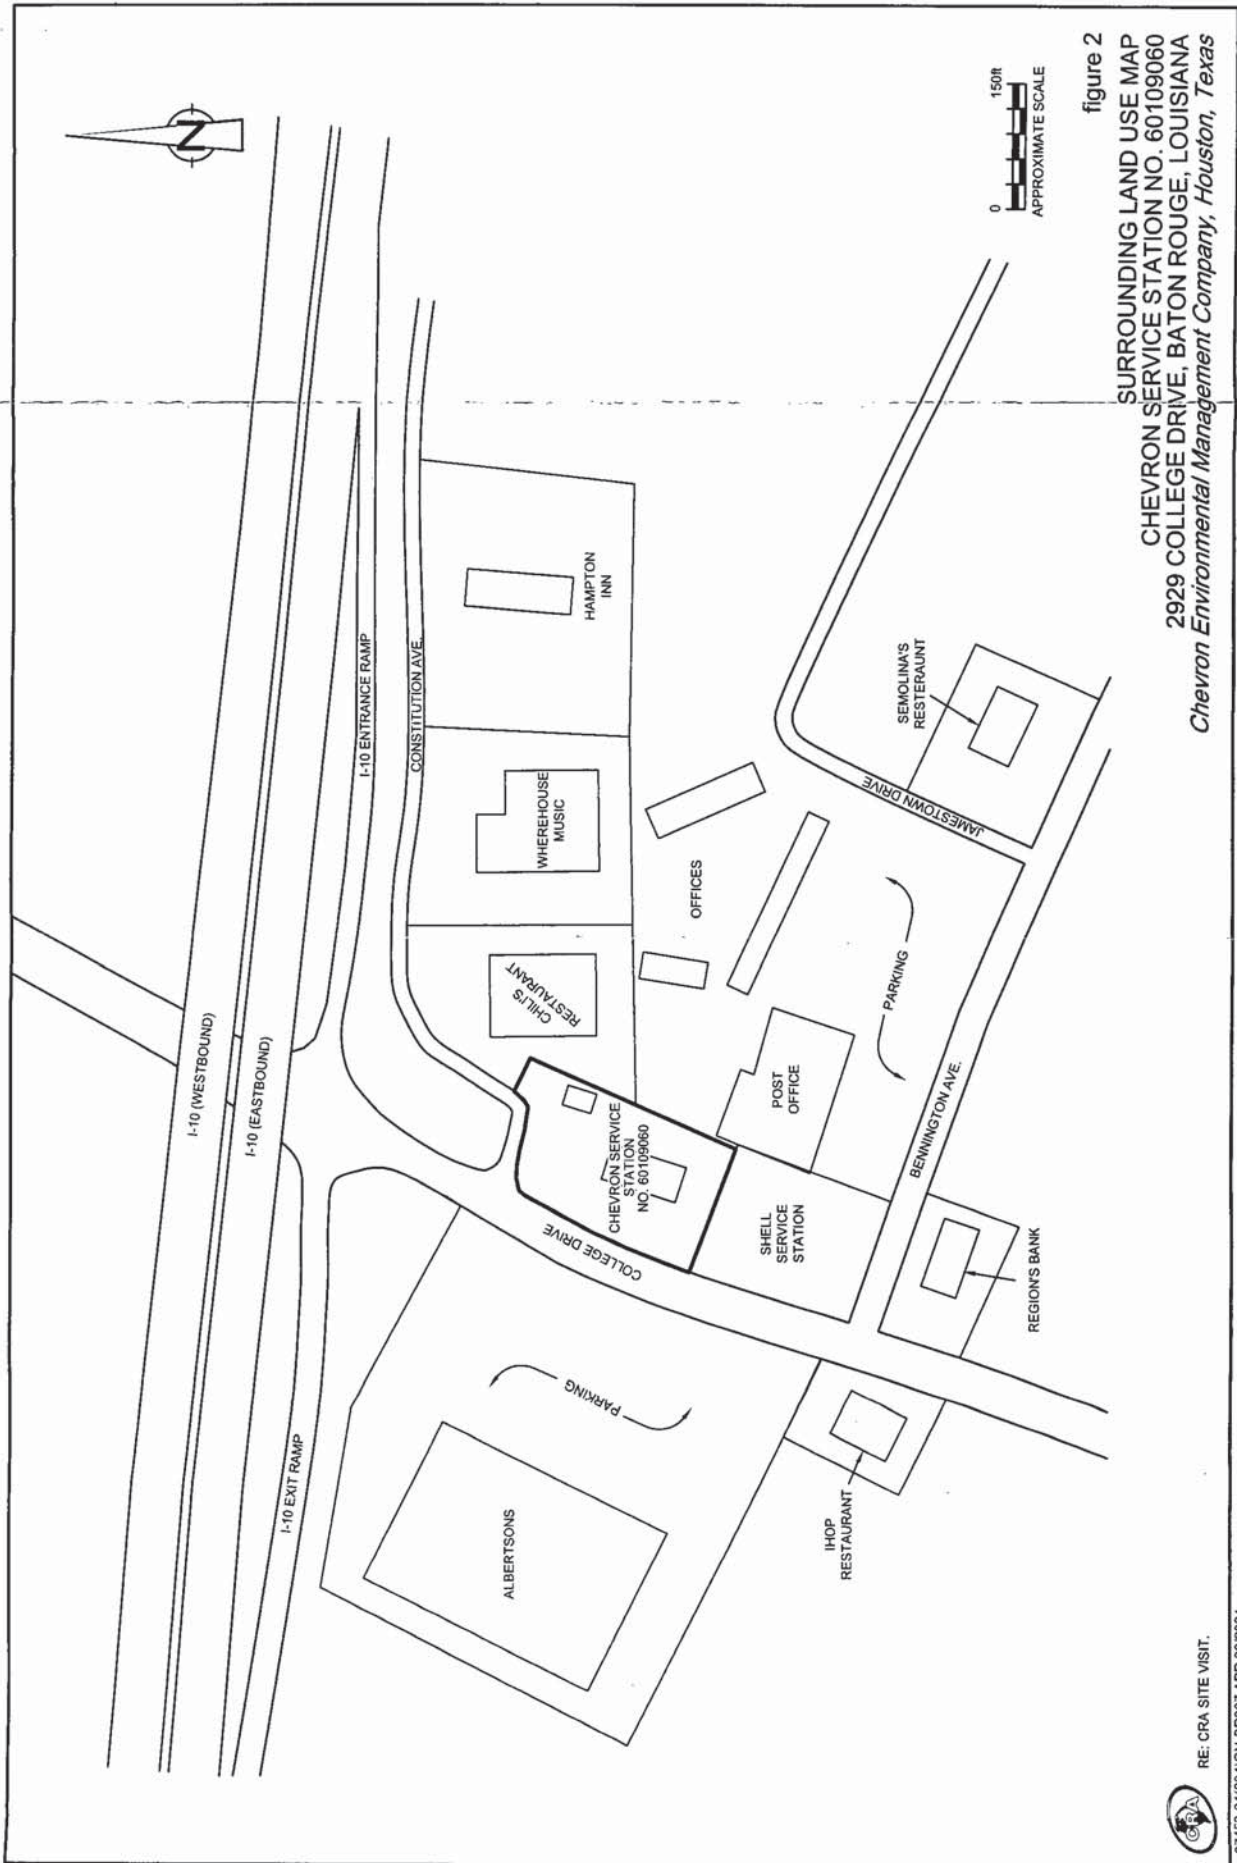 N
I-10 (WESTBOUND)
I-10 (EASTBOUND)
I-10 EXIT RAMP
I-10 ENTRANCE RAMP
CONSTITUTION AVE.
ALBERTSONS
PARKING
COLLEGE DRIVE
CHEVRON SERVICE
STATION
NO. 60109060
CHILI'S
RESTAURANT
WHEREHOUSE
MUSIC
HAMPTON
INN
OFFICES
SHELL
SERVICE
STATION
POST
OFFICE
PARKING
JAMESTOWN DRIVE
SEMOLINA'S
RESTERAUNT
IHOP
RESTAURANT
BENNINGTON AVE.
REGION'S BANK
0
150ft
APPROXIMATE SCALE
figure 2
SURROUNDING LAND USE MAP
CHEVRON SERVICE STATION NO. 60109060
2929 COLLEGE DRIVE, BATON ROUGE, LOUISIANA
Chevron Environmental Management Company, Houston, Texas
CRA
RE: CRA SITE VISIT.